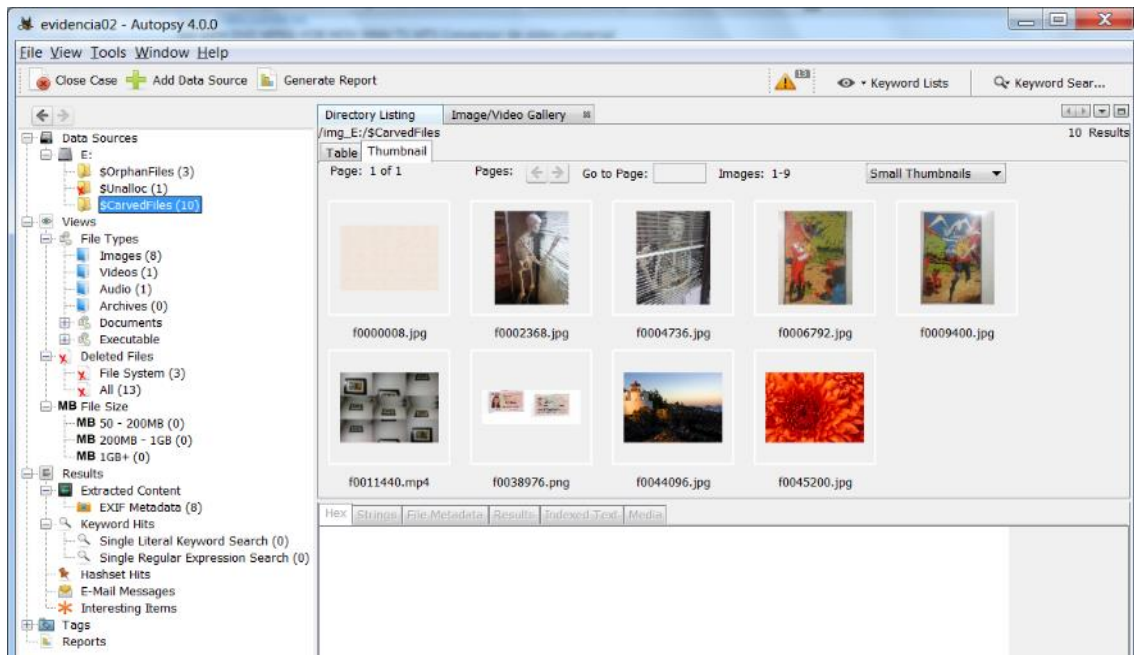 evidencia02 - Autopsy 4.0.0
File View Tools Window Help
Close Case Add Data Source Generate Report 153 Keyword Lists Keyword Sear...
Directory Listing Image/Video Gallery
/img_E:/$CarvedFiles 10 Results
Table Thumbnail
Page: 1 of 1 Pages: Go to Page: Images: 1-9 Small Thumbnails
f0000008.jpg f0002368.jpg f0004736.jpg f0006792.jpg f0009400.jpg
f0011440.mp4 f0038976.png f0044096.jpg f0045200.jpg
Hex Strings File Metadata Results Indexed Text Media
Data Sources
E:
$OrphanFiles (3)
$Unalloc (1)
$CarvedFiles (10)
Views
File Types
Images (8)
Videos (1)
Audio (1)
Archives (0)
Documents
Executable
Deleted Files
File System (3)
All (13)
MB File Size
MB 50 - 200MB (0)
MB 200MB - 1GB (0)
MB 1GB+ (0)
Results
Extracted Content
EXIF Metadata (8)
Keyword Hits
Single Literal Keyword Search (0)
Single Regular Expression Search (0)
Hashset Hits
E-Mail Messages
Interesting Items
Tags
Reports